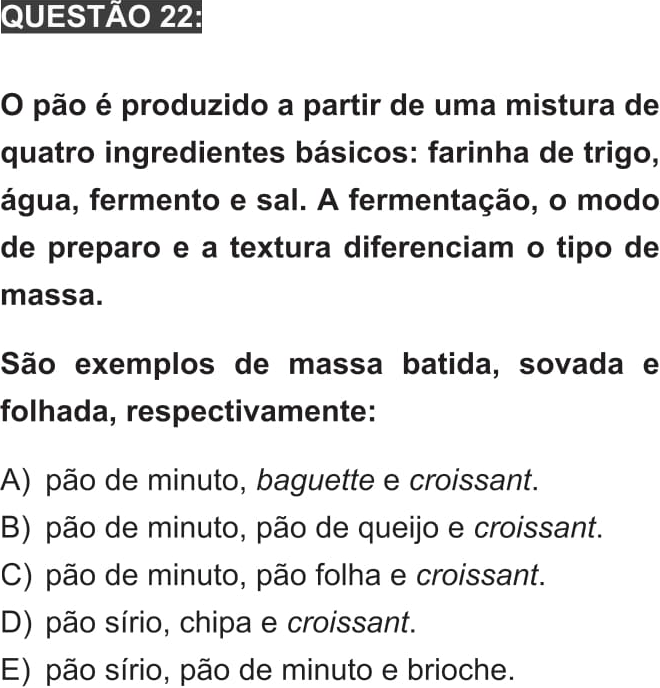 QUESTÃO 22:
O pão é produzido a partir de uma mistura de
quatro ingredientes básicos: farinha de trigo,
água, fermento e sal. A fermentação, o modo
de preparo e a textura diferenciam o tipo de
massa.
São exemplos de massa batida, sovada e
folhada, respectivamente:
A) pão de minuto, baguette e croissant.
B) pão de minuto, pão de queijo e croissant.
C) pão de minuto, pão folha e croissant.
D) pão sírio, chipa e croissant.
E) pão sírio, pão de minuto e brioche.